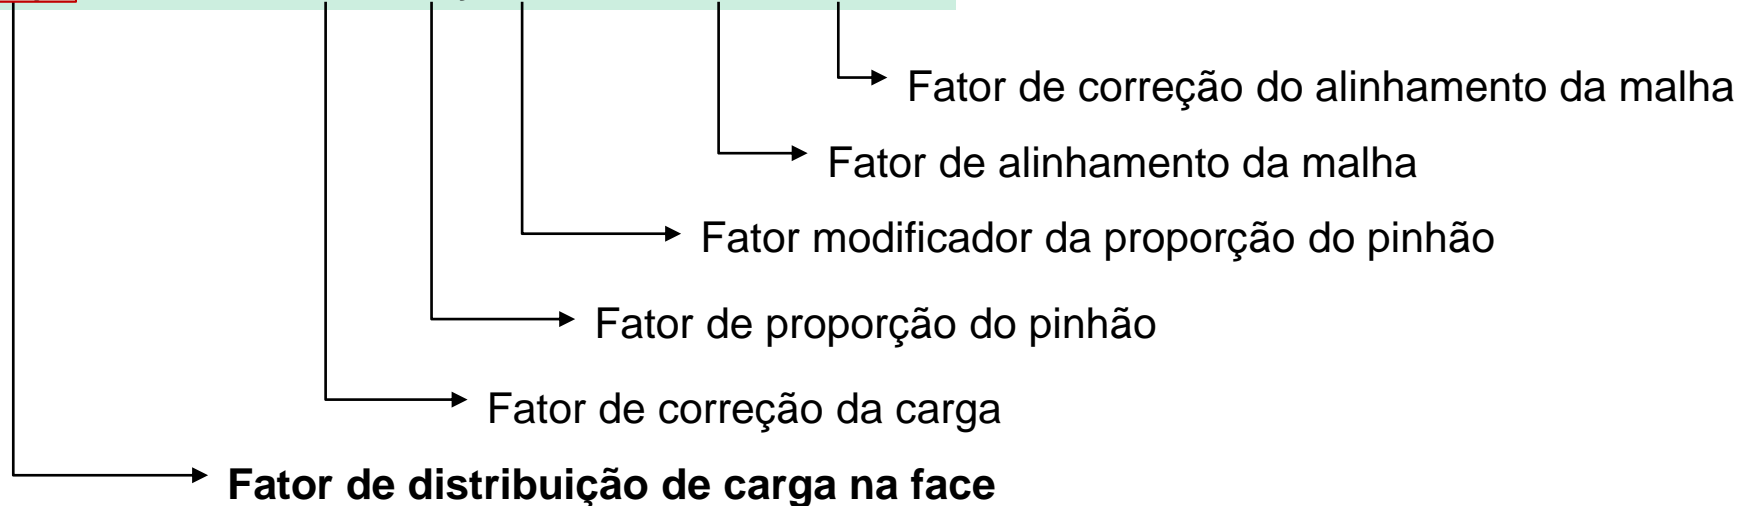 Fator de correção do alinhamento da malha
Fator de alinhamento da malha
Fator modificador da proporção do pinhão
Fator de proporção do pinhão
Fator de correção da carga
Fator de distribuição de carga na face